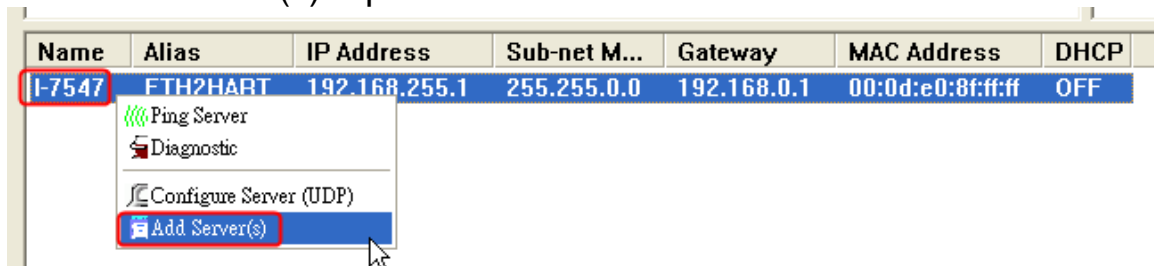 (s)
Name Alias IP Address Sub-net M... Gateway MAC Address DHCP
I-7547 ETH2HART 192.168.255.1 255.255.0.0 192.168.0.1 00:0d:e0:8f:ff:ff OFF
Ping Server
Diagnostic
Configure Server (UDP)
Add Server(s)